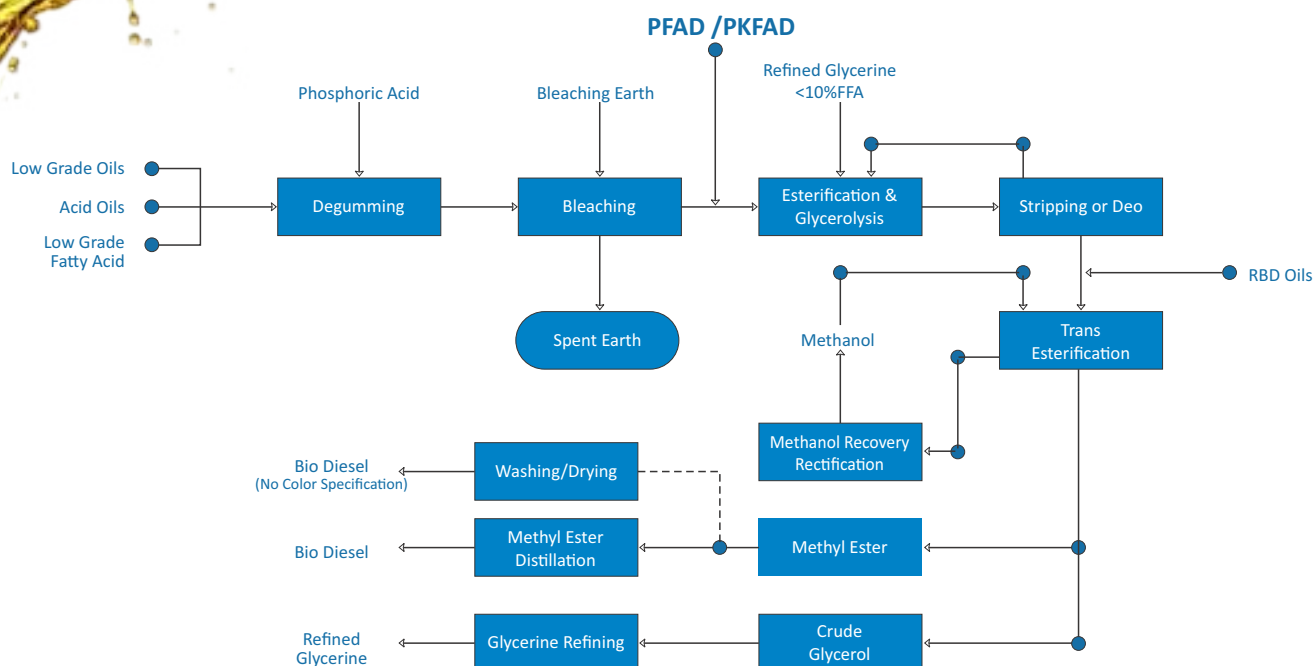 PFAD /PKFAD
Refined Glycerine
<10%FFA
Phosphoric Acid
Bleaching Earth
Low Grade Oils
Acid Oils
Low Grade
Fatty Acid
Degumming
Bleaching
Esterification &
Glycerolysis
Stripping or Deo
RBD Oils
Spent Earth
Methanol
Trans
Esterification
Methanol Recovery
Rectification
Bio Diesel
(No Color Specification)
Washing/Drying
Bio Diesel
Methyl Ester
Distillation
Methyl Ester
Refined
Glycerine
Glycerine Refining
Crude
Glycerol